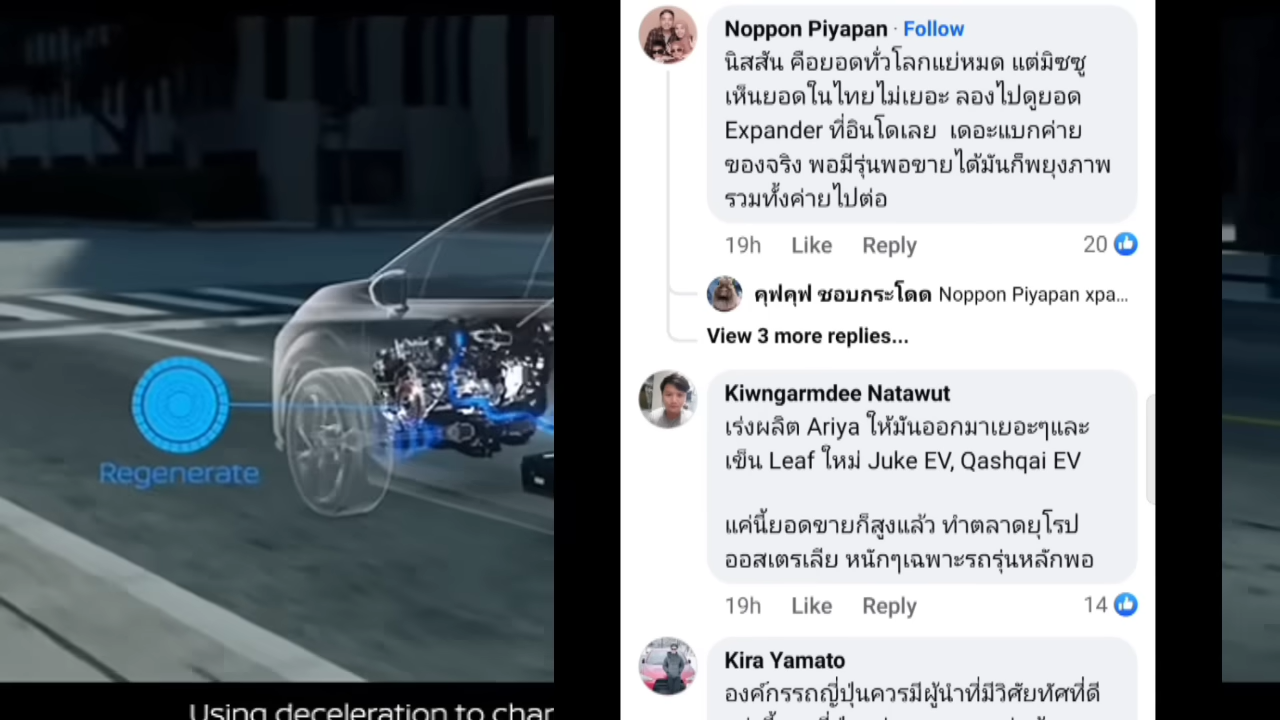 Regenerate
Using deceleration to char
Noppon Piyapan · Follow
นิสสัน คือยอดทั่วโลกแย่หมด แต่มิซซู
เห็นยอดในไทยไม่เยอะ ลองไปดูยอด
Expander ที่อินโดเลย เดอะแบกค่าย
ของจริง พอมีรุ่นพอขายได้มันก็พยุงภาพ
รวมทั้งค่ายไปต่อ
19h Like Reply 20
คุฟคุฟ ชอบกระโดด Noppon Piyapan xpa...
View 3 more replies...
Kiwngarmdee Natawut
เร่งผลิต Ariya ให้มันออกมาเยอะๆและ
เข็น Leaf ใหม่ Juke EV, Qashqai EV
แค่นี้ยอดขายก็สูงแล้ว ทำตลาดยุโรป
ออสเตรเลีย หนักๆเฉพาะรถรุ่นหลักพอ
19h Like Reply 14
Kira Yamato
องค์กรรถญี่ปุ่นควรมีผู้นำที่มีวิศัยทัศที่ดี